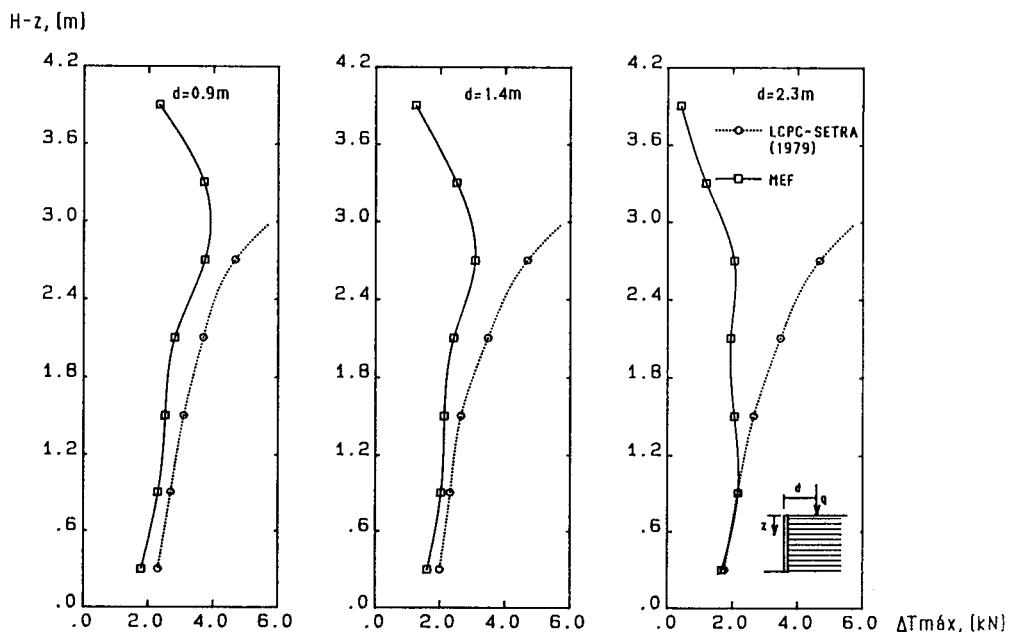 H-z, (m)
4.2
3.6
3.0
2.4
1.8
1.2
.6
.0
.0 2.0 4.0 6.0
d=0.9m
4.2
3.6
3.0
2.4
1.8
1.2
.6
.0
.0 2.0 4.0 6.0
d=1.4m
4.2
3.6
3.0
2.4
1.8
1.2
.6
.0
.0 2.0 4.0 6.0
d=2.3m
LCPC-SETRA
(1979)
MEF
d
q
z
ΔTmáx, (kN)